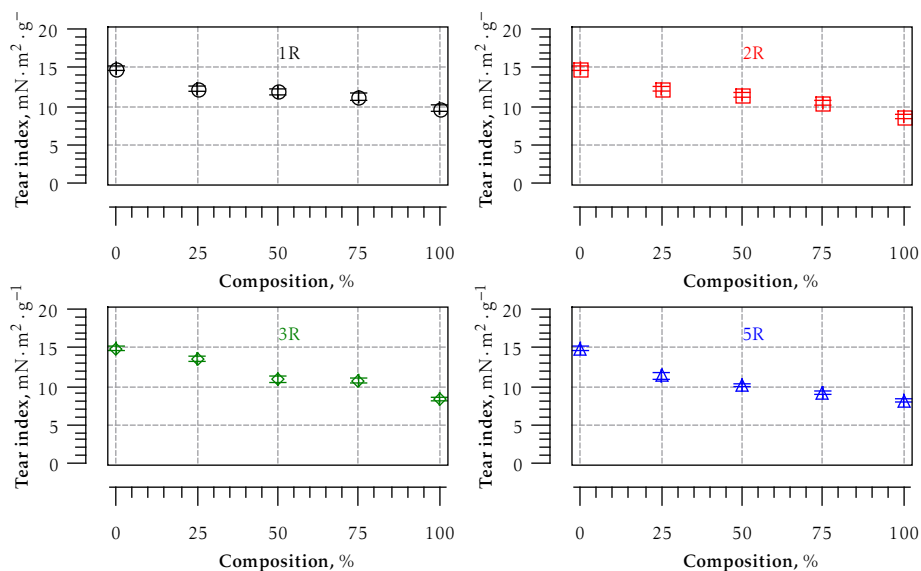 Tear index, mN·m²·g⁻
20
15
10
5
0
1R
0 25 50 75 100
Composition, %
Tear index, mN·m²·g⁻
20
15
10
5
0
2R
0 25 50 75 100
Composition, %
Tear index, mN·m²·g⁻¹
20
15
10
5
0
3R
0 25 50 75 100
Composition, %
Tear index, mN·m²·g⁻¹
20
15
10
5
0
5R
0 25 50 75 100
Composition, %